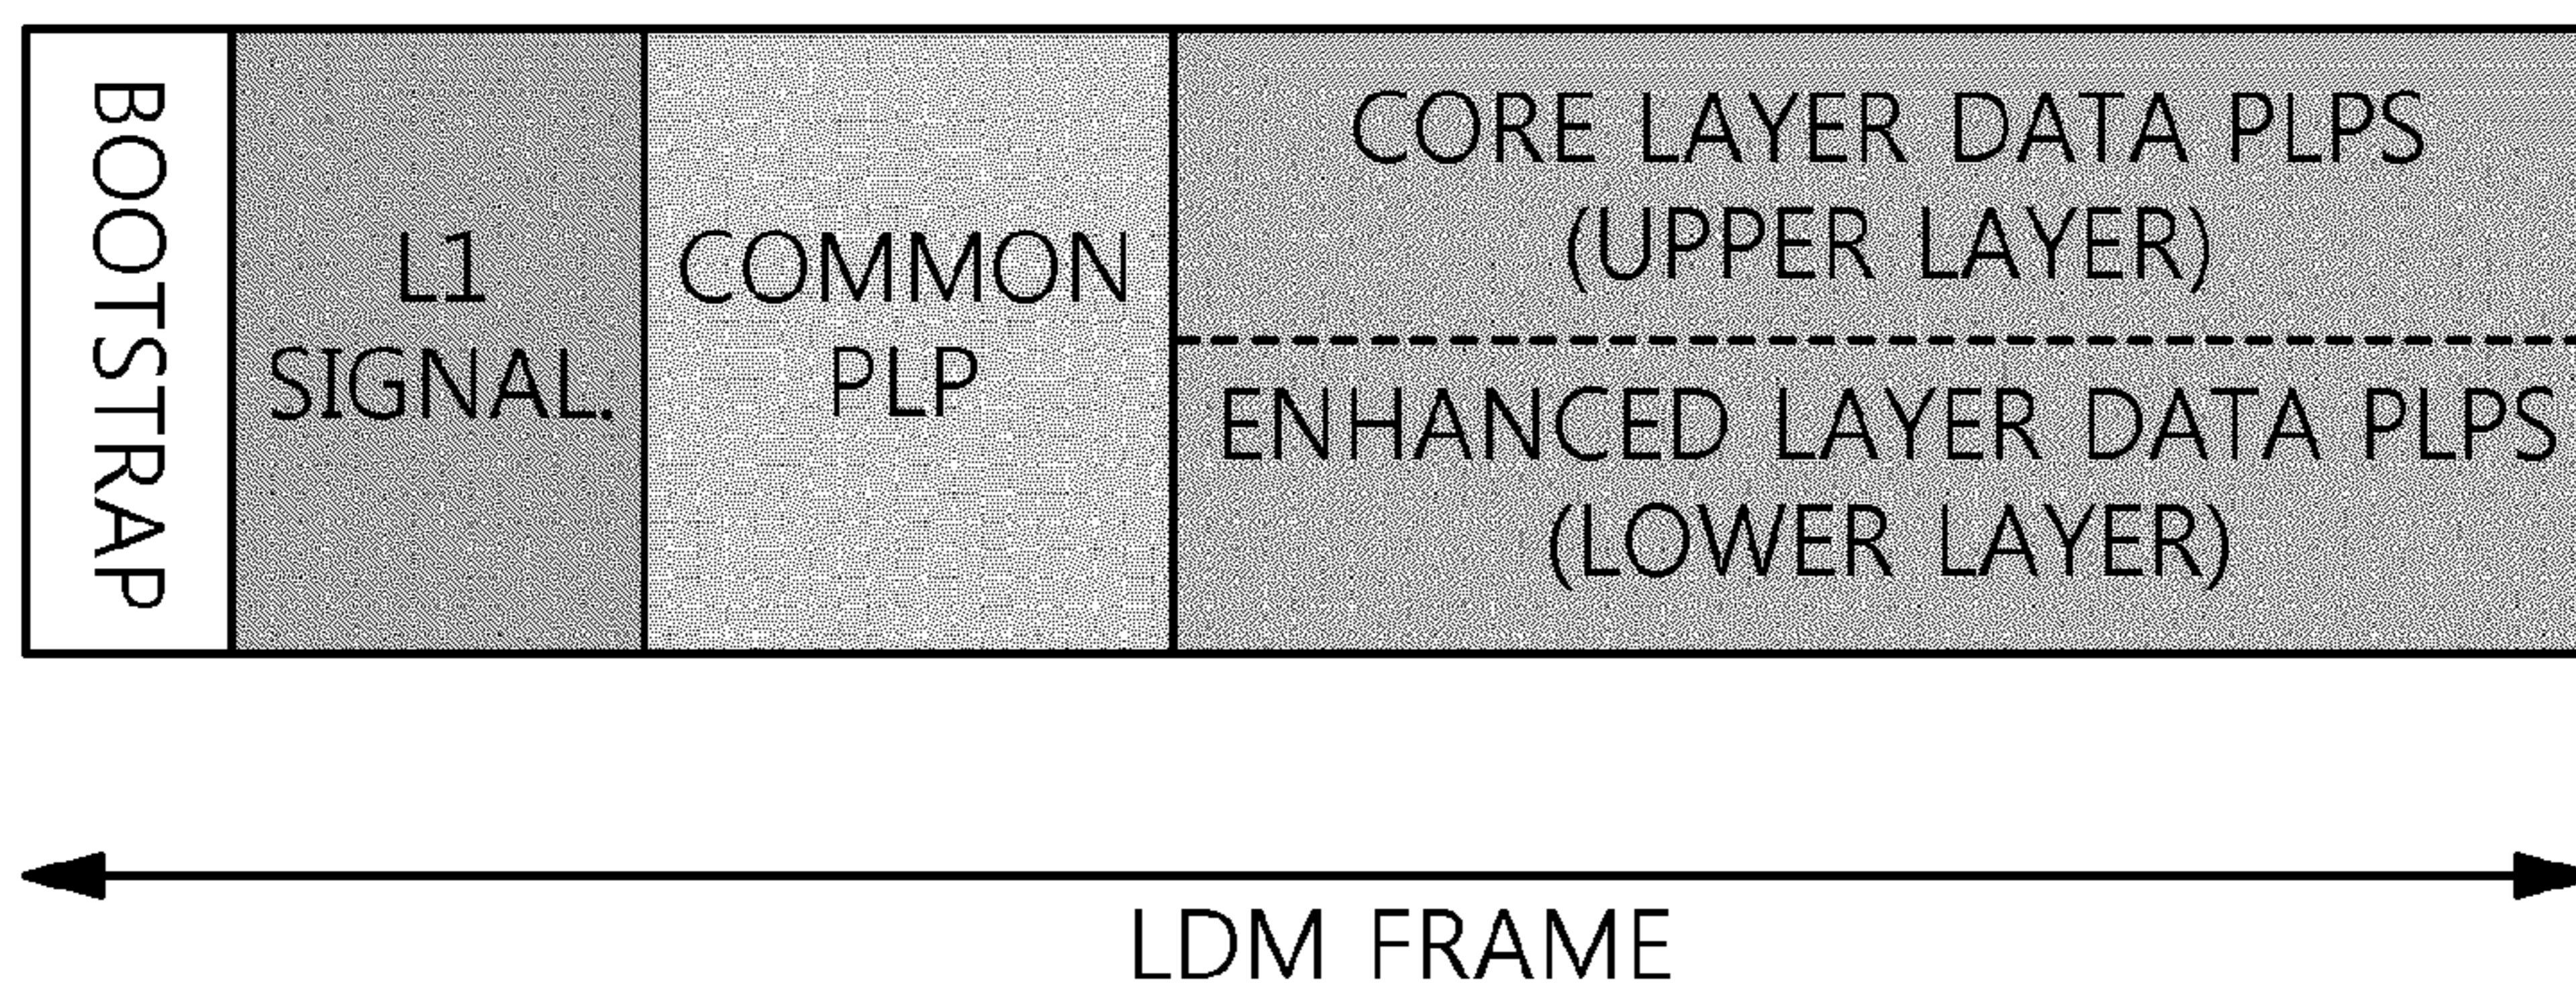 BOOTSTRAP
L1
SIGNAL.
COMMON
PLP
CORE LAYER DATA PLPS
(UPPER LAYER)
ENHANCED LAYER DATA PLPS
(LOWER LAYER)
LDM FRAME